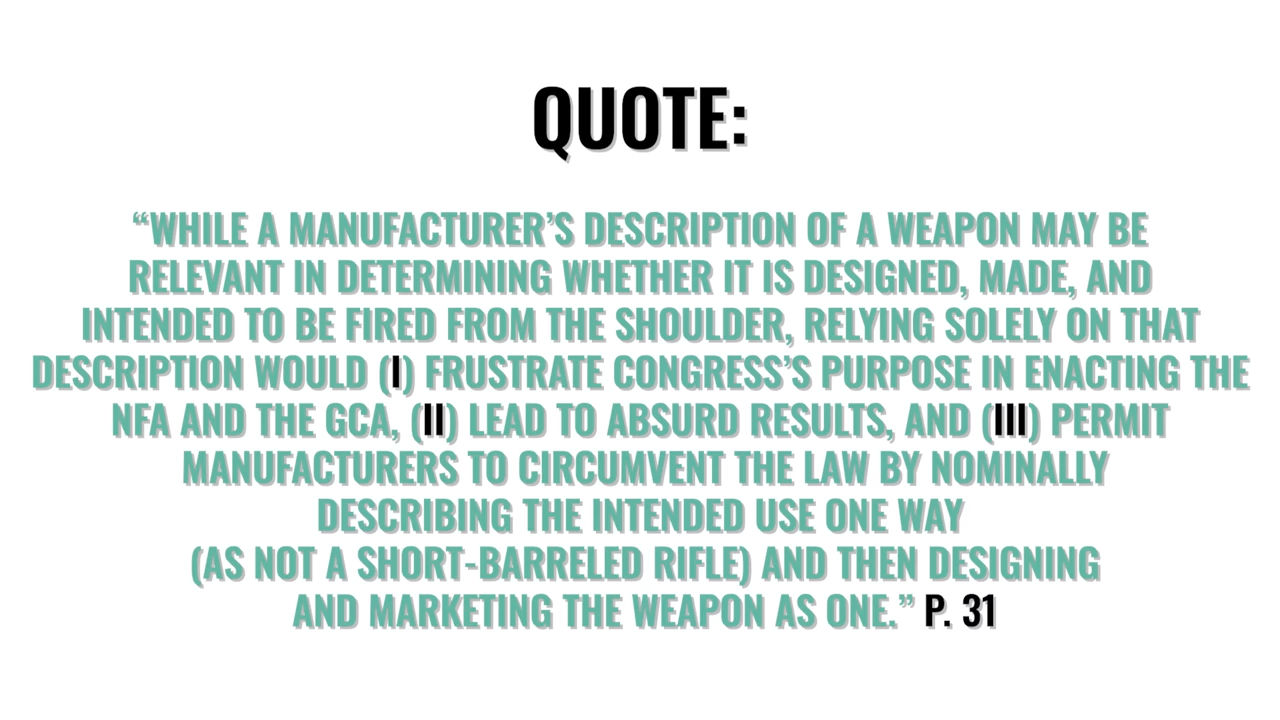 QUOTE:
“WHILE A MANUFACTURER’S DESCRIPTION OF A WEAPON MAY BE
RELEVANT IN DETERMINING WHETHER IT IS DESIGNED, MADE, AND
INTENDED TO BE FIRED FROM THE SHOULDER, RELYING SOLELY ON THAT
DESCRIPTION WOULD (I) FRUSTRATE CONGRESS’S PURPOSE IN ENACTING THE
NFA AND THE GCA, (II) LEAD TO ABSURD RESULTS, AND (III) PERMIT
MANUFACTURERS TO CIRCUMVENT THE LAW BY NOMINALLY
DESCRIBING THE INTENDED USE ONE WAY
(AS NOT A SHORT-BARRELED RIFLE) AND THEN DESIGNING
AND MARKETING THE WEAPON AS ONE.” P. 31